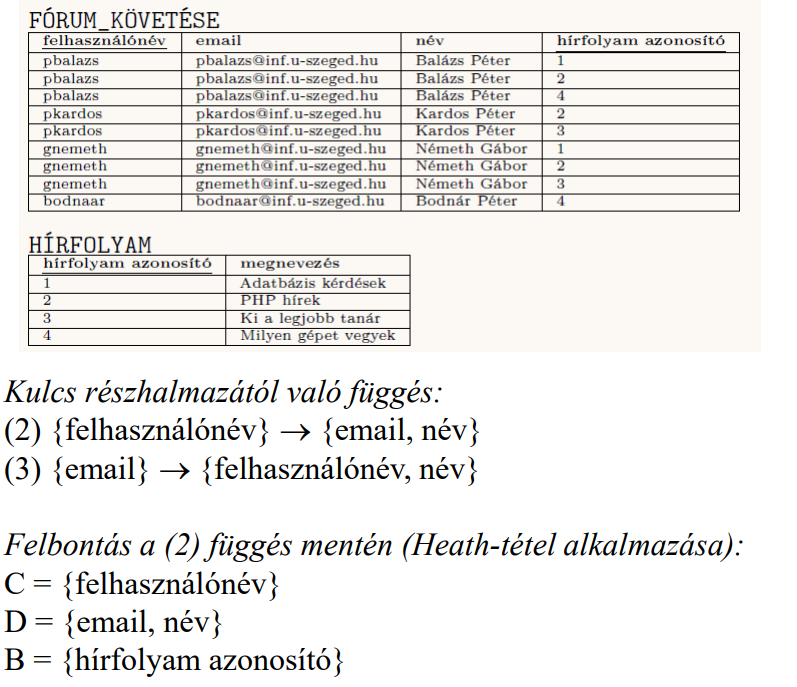 FÓRUM_KÖVETÉSE
felhasználónév email név hírfolyam azonosító
pbalazs pbalazs@inf.u-szeged.hu Balázs Péter 1
pbalazs pbalazs@inf.u-szeged.hu Balázs Péter 2
pbalazs pbalazs@inf.u-szeged.hu Balázs Péter 4
pkardos pkardos@inf.u-szeged.hu Kardos Péter 2
pkardos pkardos@inf.u-szeged.hu Kardos Péter 3
gnemeth gnemeth@inf.u-szeged.hu Németh Gábor 1
gnemeth gnemeth@inf.u-szeged.hu Németh Gábor 2
gnemeth gnemeth@inf.u-szeged.hu Németh Gábor 3
bodnaar bodnaar@inf.u-szeged.hu Bodnár Péter 4
HÍRFOLYAM
hírfolyam azonosító megnevezés
1 Adatbázis kérdések
2 PHP hírek
3 Ki a legjobb tanár
4 Milyen gépet vegyek
Kulcs részhalmazától való függés:
(2) {felhasználónév} → {email, név}
(3) {email} → {felhasználónév, név}
Felbontás a (2) függés mentén (Heath-tétel alkalmazása):
C = {felhasználónév}
D = {email, név}
B = {hírfolyam azonosító}